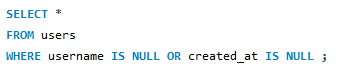 SELECT *
FROM users
WHERE username IS NULL OR created_at IS NULL ;